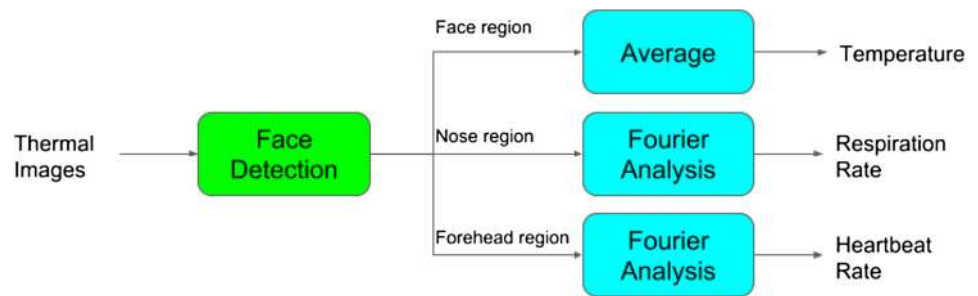 Face region
Average
Temperature
Thermal
Images
Face
Detection
Nose region
Fourier
Analysis
Respiration
Rate
Forehead region
Fourier
Analysis
Heartbeat
Rate